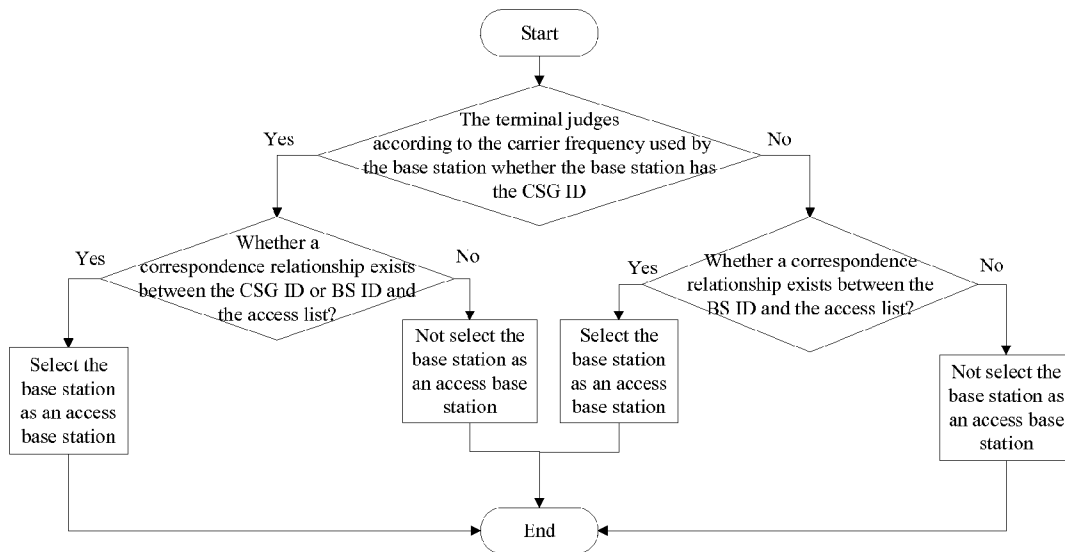 Start
The terminal judges
according to the carrier frequency used by
the base station whether the base station has
the CSG ID
Yes
No
Whether a
correspondence relationship exists
between the CSG ID or BS ID and
the access list?
Yes
No
Whether a correspondence
relationship exists between the
BS ID and the access list?
Yes
No
Select the
base station
as an access
base station
Not select the
base station as
an access base
station
Select the
base station
as an access
base station
Not select the
base station as
an access base
station
End